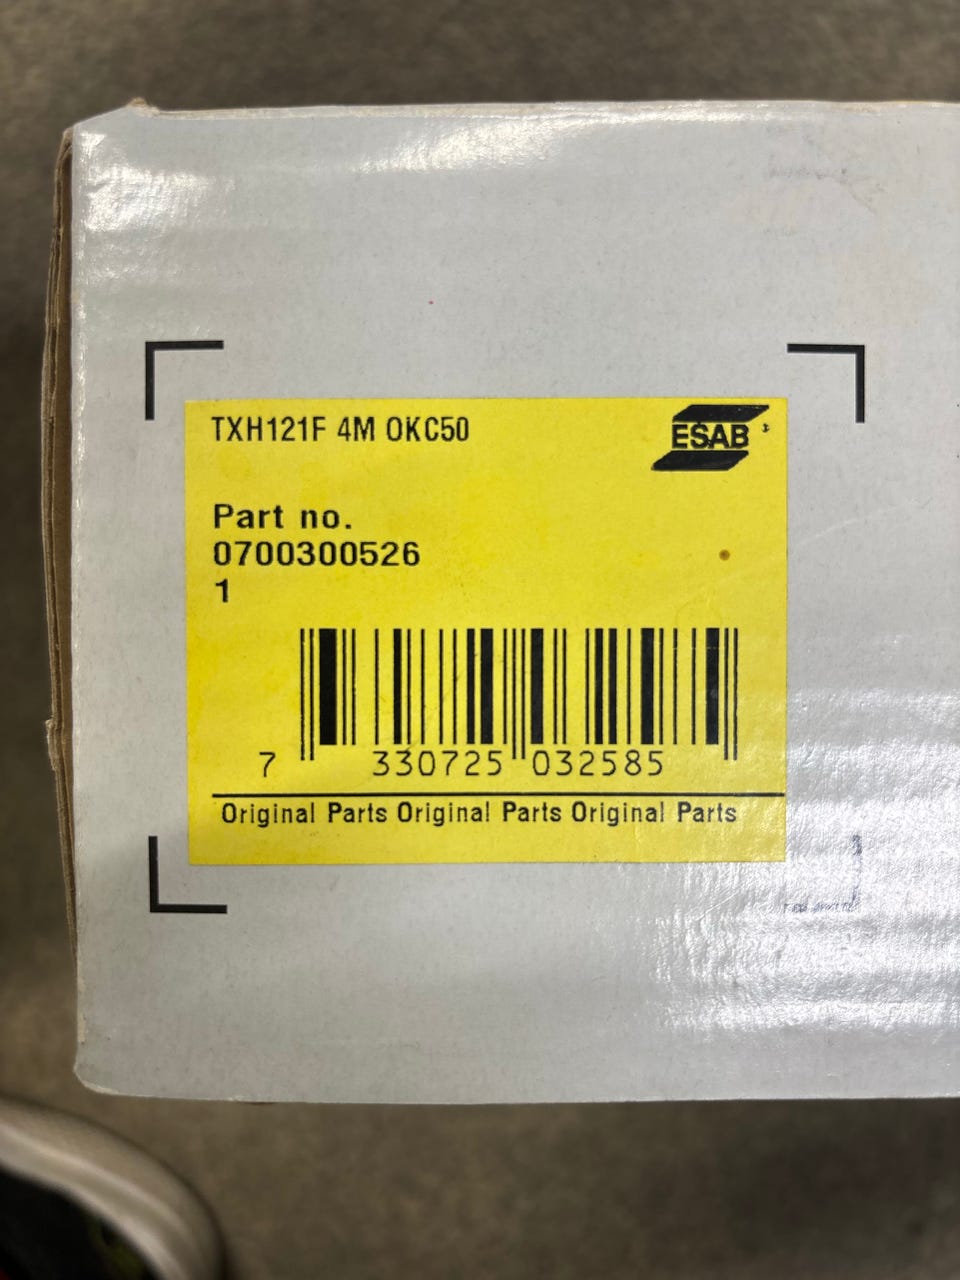 TXH121F 4M OKC50
ESAB
Part no.
0700300526
1
7 330725 032585
Original Parts Original Parts Original Parts